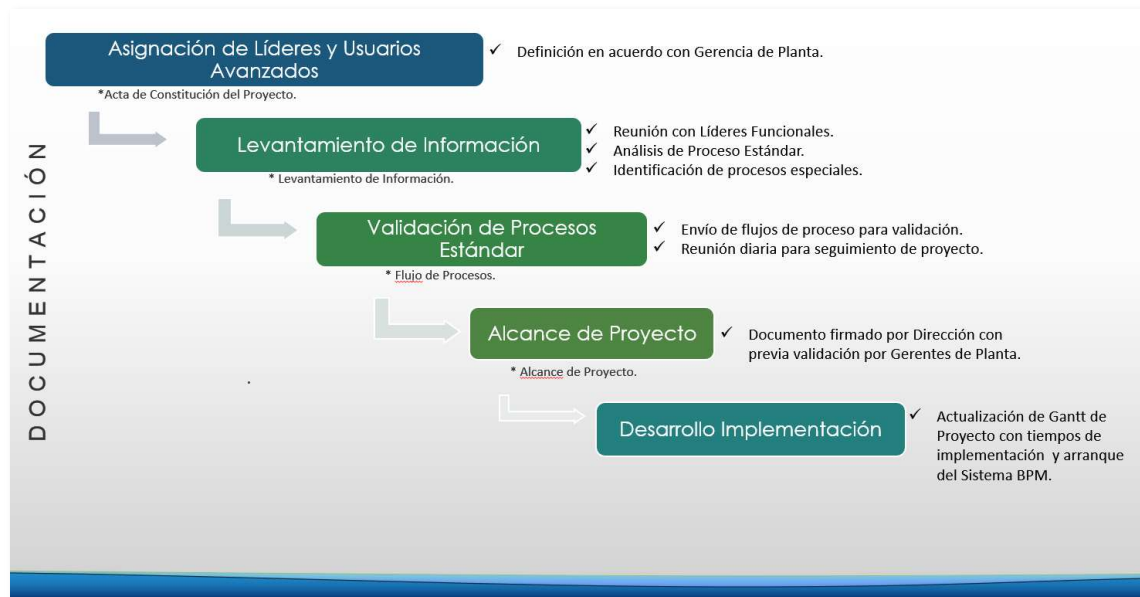 DOCUMENTACIÓN
Asignación de Líderes y Usuarios
Avanzados
✓ Definición en acuerdo con Gerencia de Planta.
*Acta de Constitución del Proyecto.
Levantamiento de Información
✓ Reunión con Líderes Funcionales.
✓ Análisis de Proceso Estándar.
✓ Identificación de procesos especiales.
* Levantamiento de Información.
Validación de Procesos
Estándar
✓ Envío de flujos de proceso para validación.
✓ Reunión diaria para seguimiento de proyecto.
* Flujo de Procesos.
Alcance de Proyecto
✓ Documento firmado por Dirección con
previa validación por Gerentes de Planta.
* Alcance de Proyecto.
Desarrollo Implementación
✓ Actualización de Gantt de
Proyecto con tiempos de
implementación y arranque
del Sistema BPM.